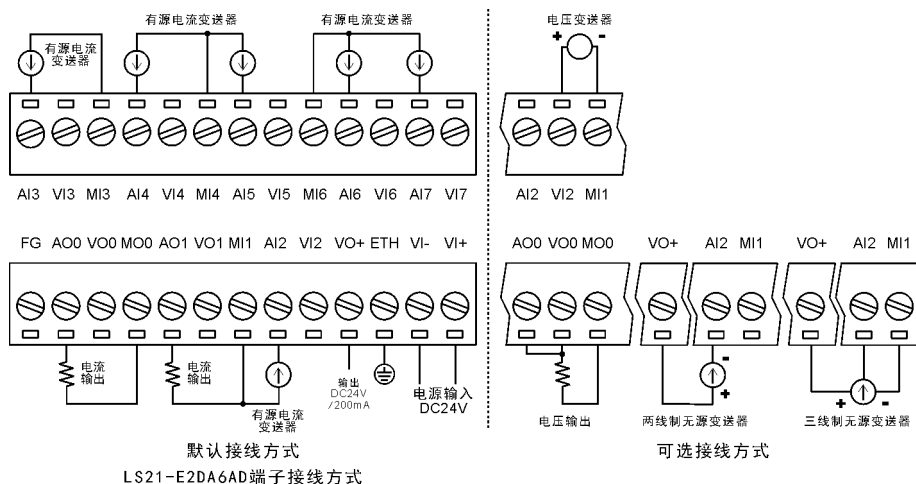 有源电流变送器
有源电流变送器
有源电流
变送器
电压变送器
+ -
AI3 VI3 MI3 AI4 VI4 MI4 AI5 VI5 MI6 AI6 VI6 AI7 VI7
AI2 VI2 MI1
FG AO0 VO0 MO0 AO1 VO1 MI1 AI2 VI2 VO+ ETH VI- VI+
AO0 VO0 MO0
VO+ AI2 MI1
VO+ AI2 MI1
电流
输出
电流
输出
有源电流
变送器
输出
DC24V
/200mA
电源输入
DC24V
电压输出
-
+
两线制无源变送器
+ -
三线制无源变送器
默认接线方式
可选接线方式
LS21-E2DA6AD端子接线方式